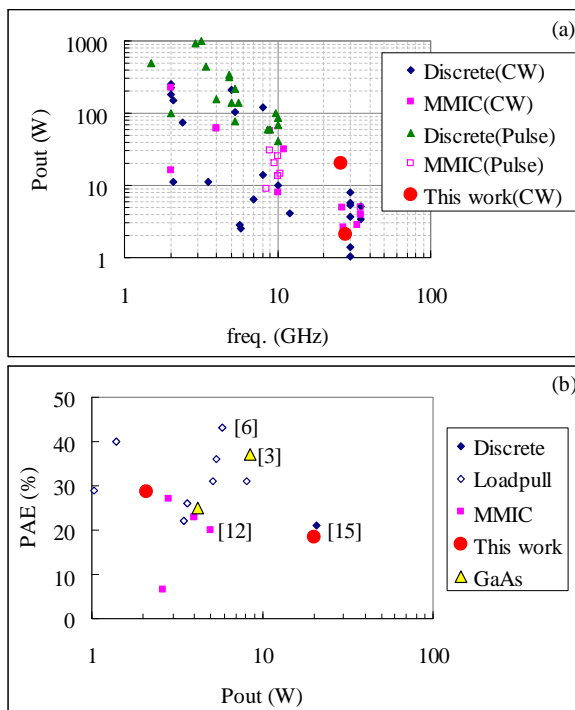 (a)
1000
100
10
1
Pout (W)
1
10
100
freq. (GHz)
Discrete(CW)
MMIC(CW)
Discrete(Pulse)
MMIC(Pulse)
This work(CW)
(b)
50
40
30
20
10
0
PAE (%)
[6]
[3]
[12]
[15]
1
10
100
Pout (W)
Discrete
Loadpull
MMIC
This work
GaAs